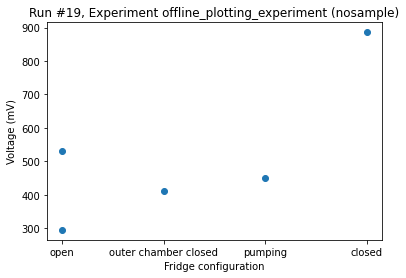 Run #19, Experiment offline_plotting_experiment (nosample)
900
800
700
600
500
400
300
Voltage (mV)
open
outer chamber closed
pumping
closed
Fridge configuration